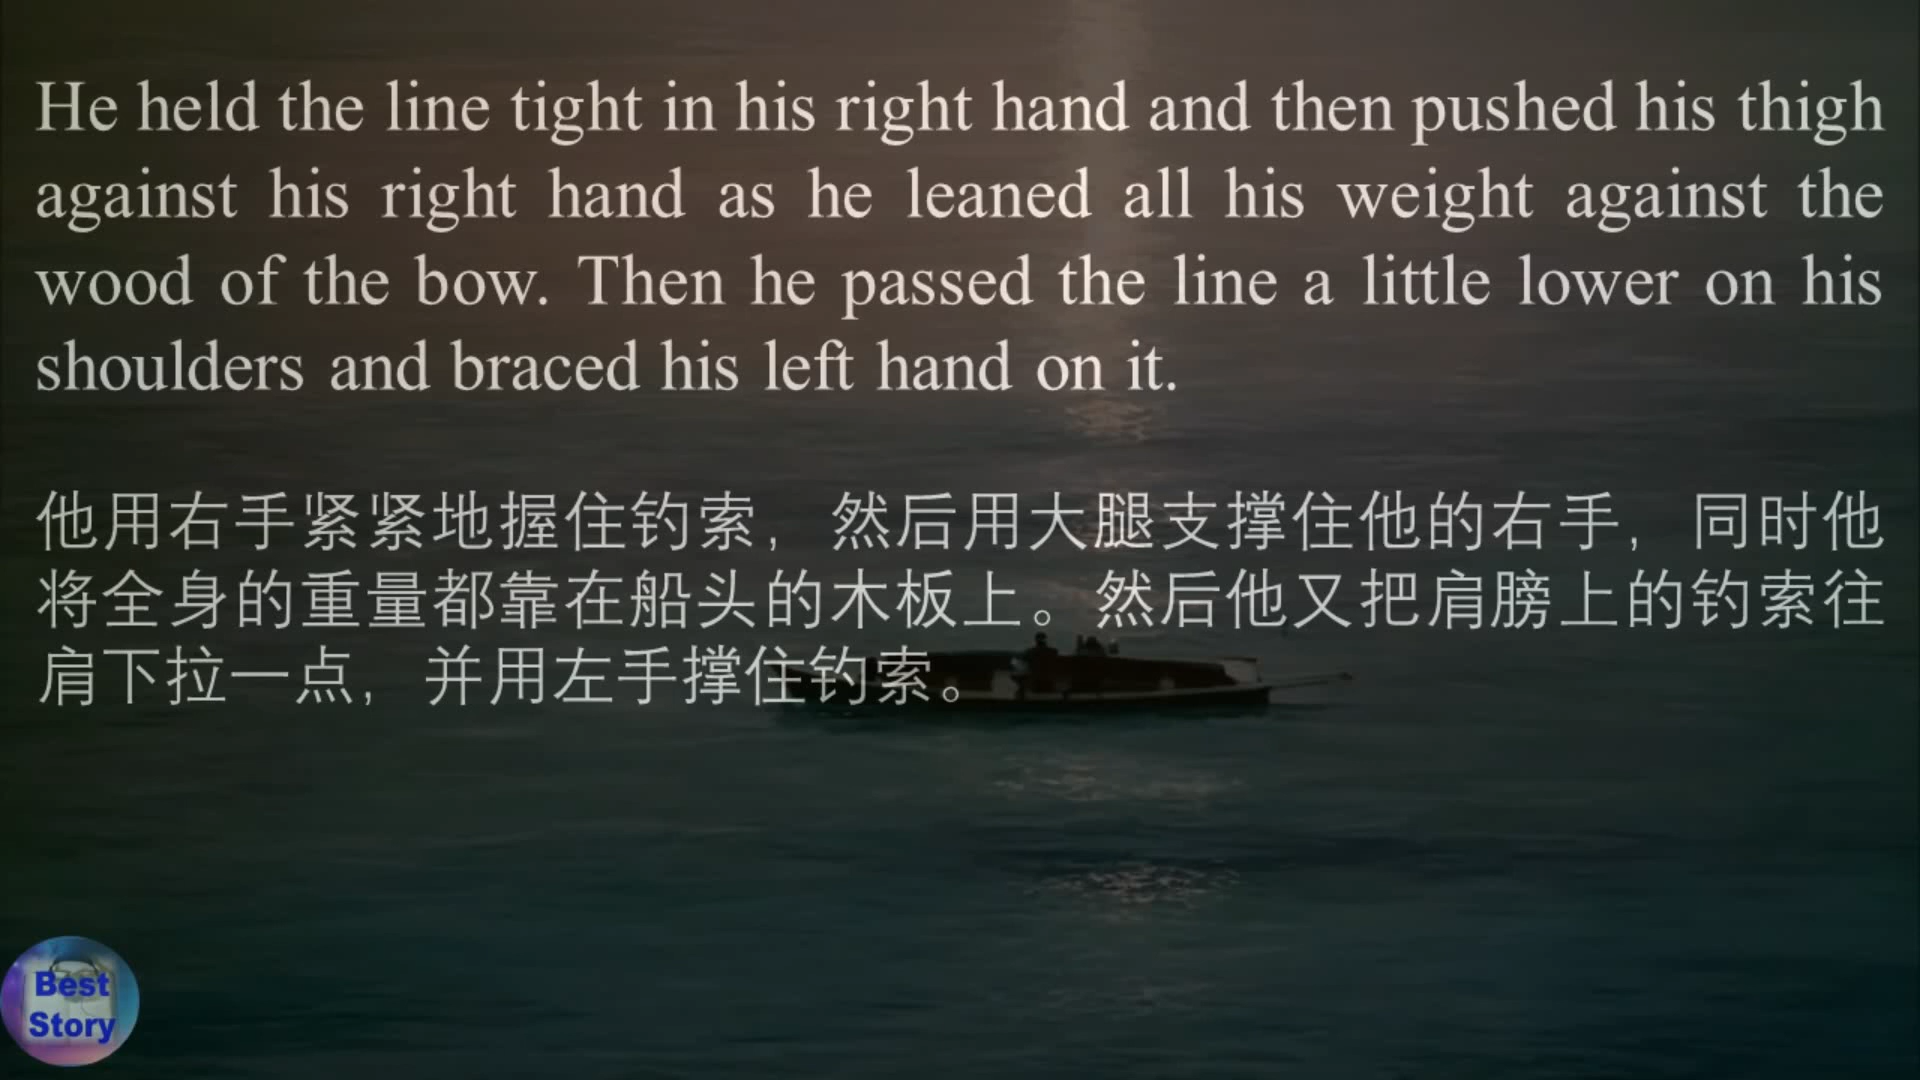 He held the line tight in his right hand and then pushed his thigh
against his right hand as he leaned all his weight against the
wood of the bow. Then he passed the line a little lower on his
shoulders and braced his left hand on it.
他用右手紧紧地握住钓索，然后用大腿支撑住他的右手，同时他
将全身的重量都靠在船头的木板上。然后他又把肩膀上的钓索往
肩下拉一点，并用左手撑住钓索。
Best
Story